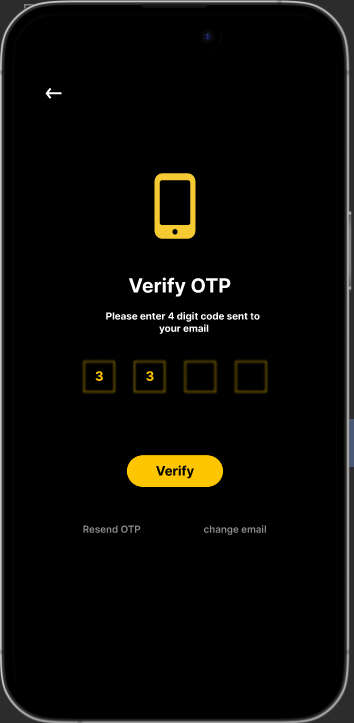 Verify OTP
Please enter 4 digit code sent to
your email
3 3
Verify
Resend OTP change email